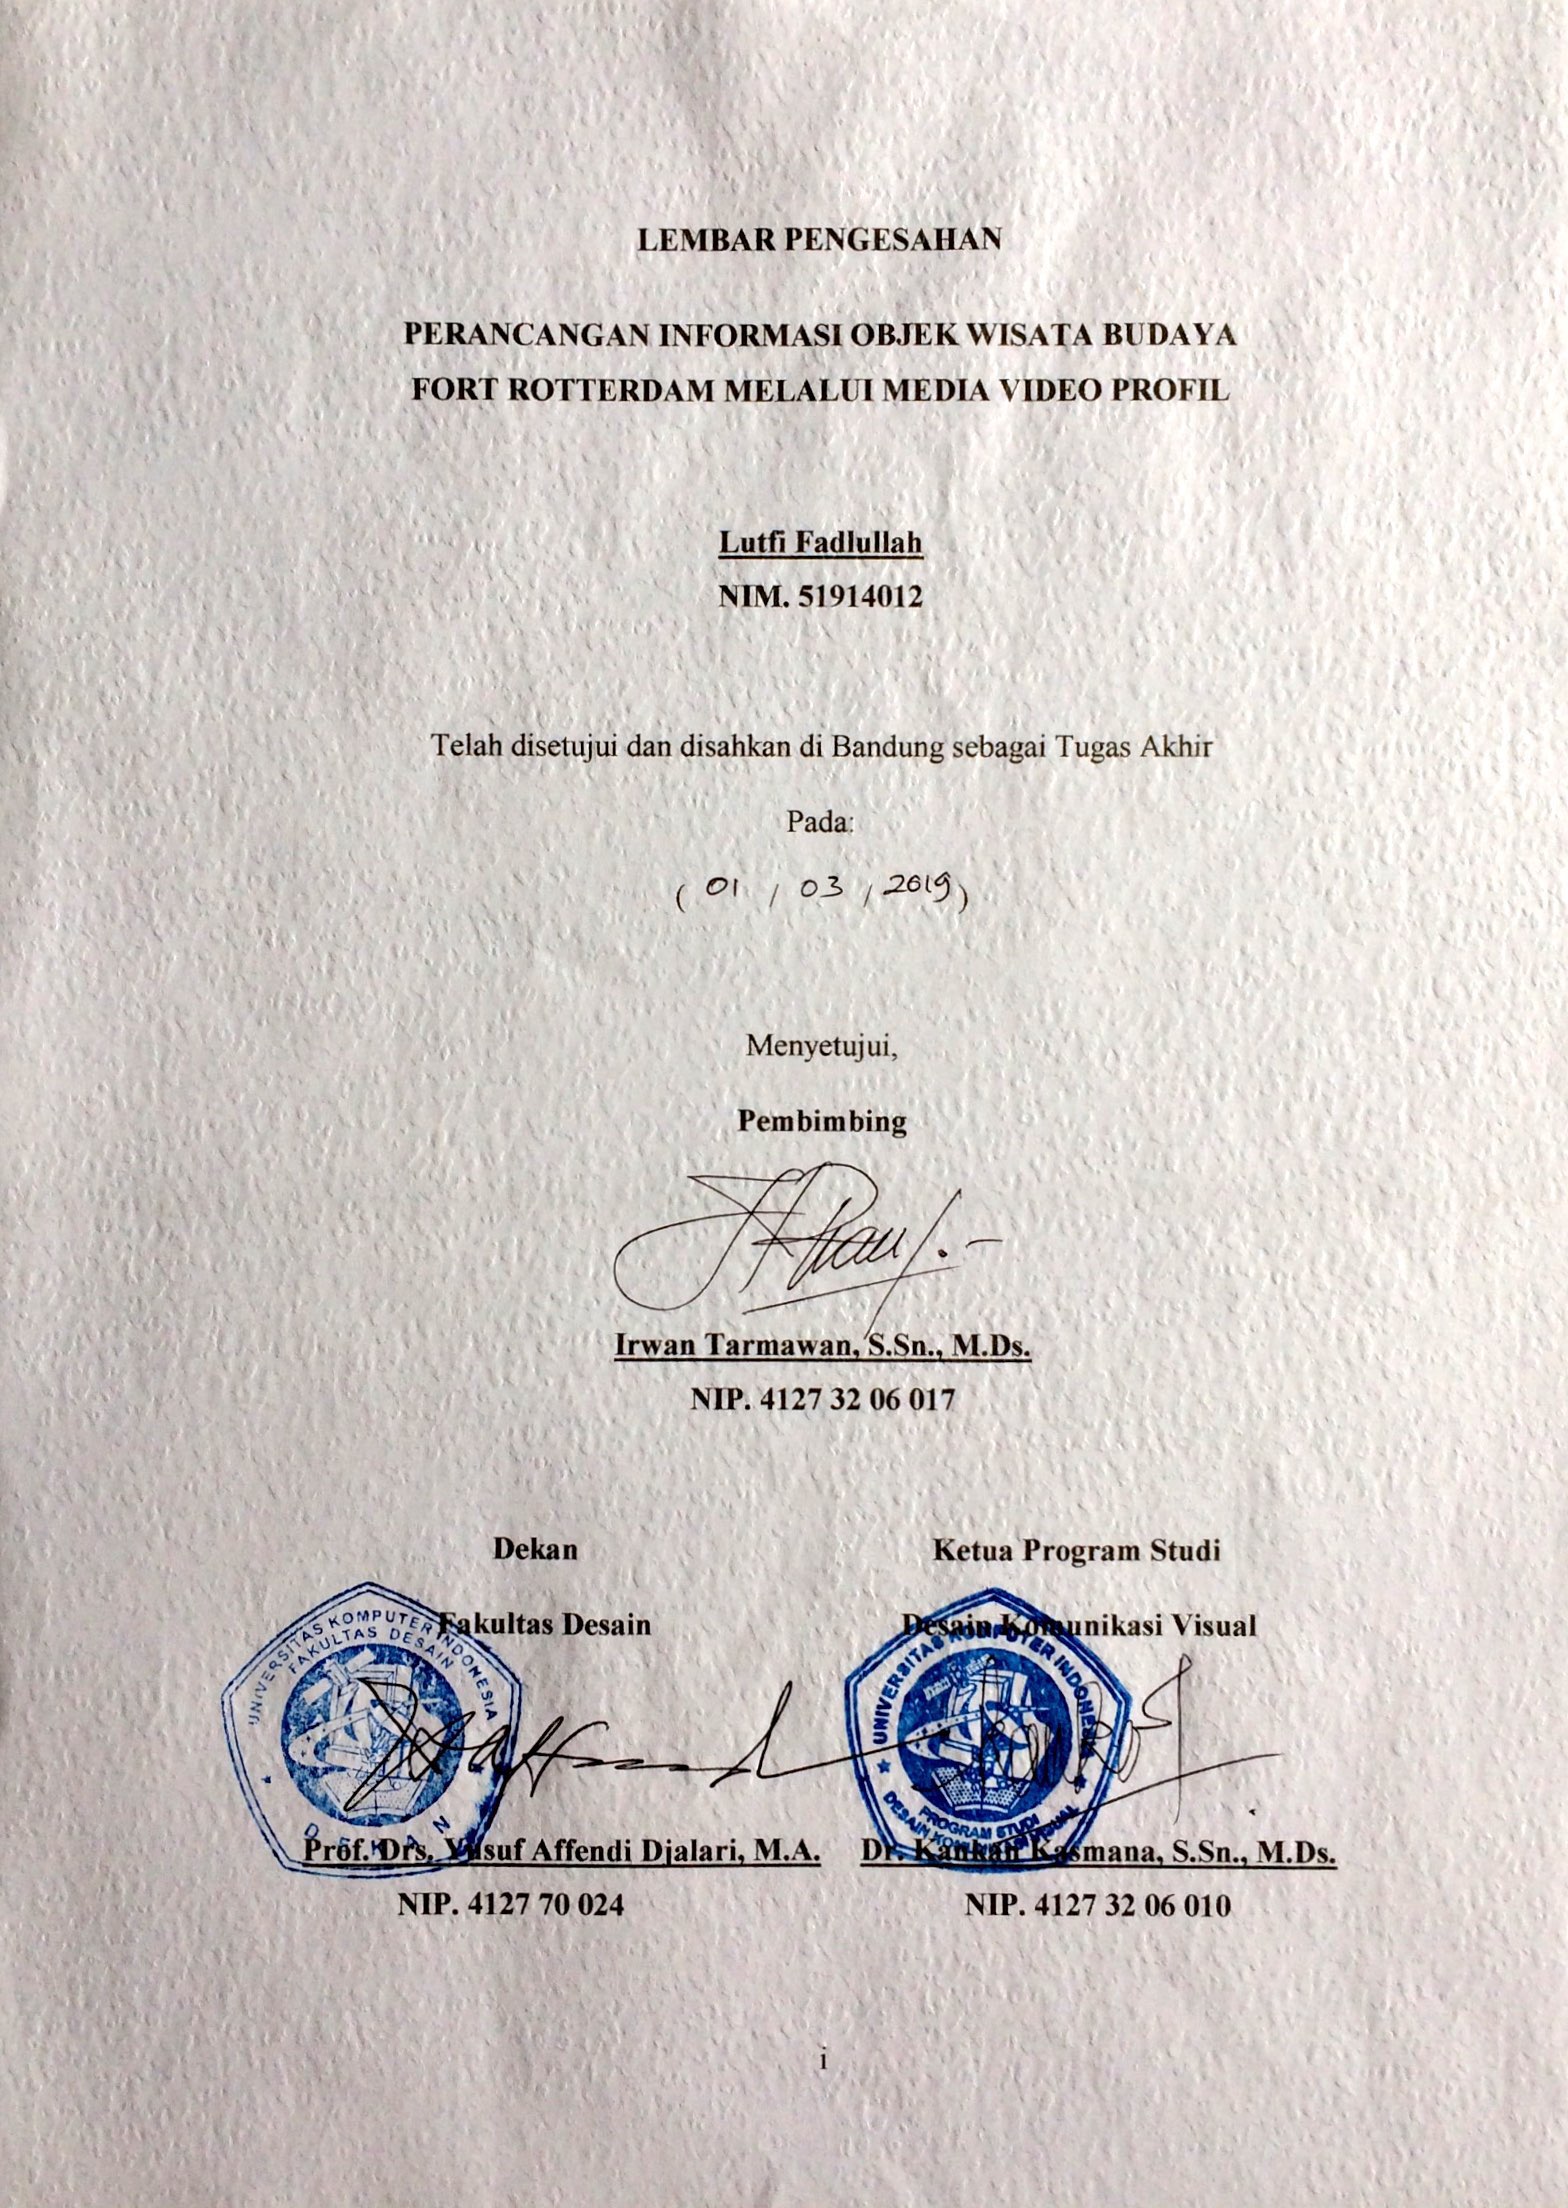 LEMBAR PENGESAHAN
PERANCANGAN INFORMASI OBJEK WISATA BUDAYA
FORT ROTTERDAM MELALUI MEDIA VIDEO PROFIL
Lutfi Fadlullah
NIM. 51914012
Telah disetujui dan disahkan di Bandung sebagai Tugas Akhir
Pada:
( 01 / 03 / 2019 )
Menyetujui,
Pembimbing
Irwan Tarmawan, S.Sn., M.Ds.
NIP. 4127 32 06 017
Dekan
Fakultas Desain
UNIVERSITAS KOMPUTER INDONESIA
FAKULTAS DESAIN
DEKAN
Prof. Drs. Yusuf Affendi Djalari, M.A.
NIP. 4127 70 024
Ketua Program Studi
Desain Komunikasi Visual
UNIVERSITAS KOMPUTER INDONESIA
PROGRAM STUDI
DESAIN KOMUNIKASI VISUAL
Dr. Kankan Kasmana, S.Sn., M.Ds.
NIP. 4127 32 06 010
i